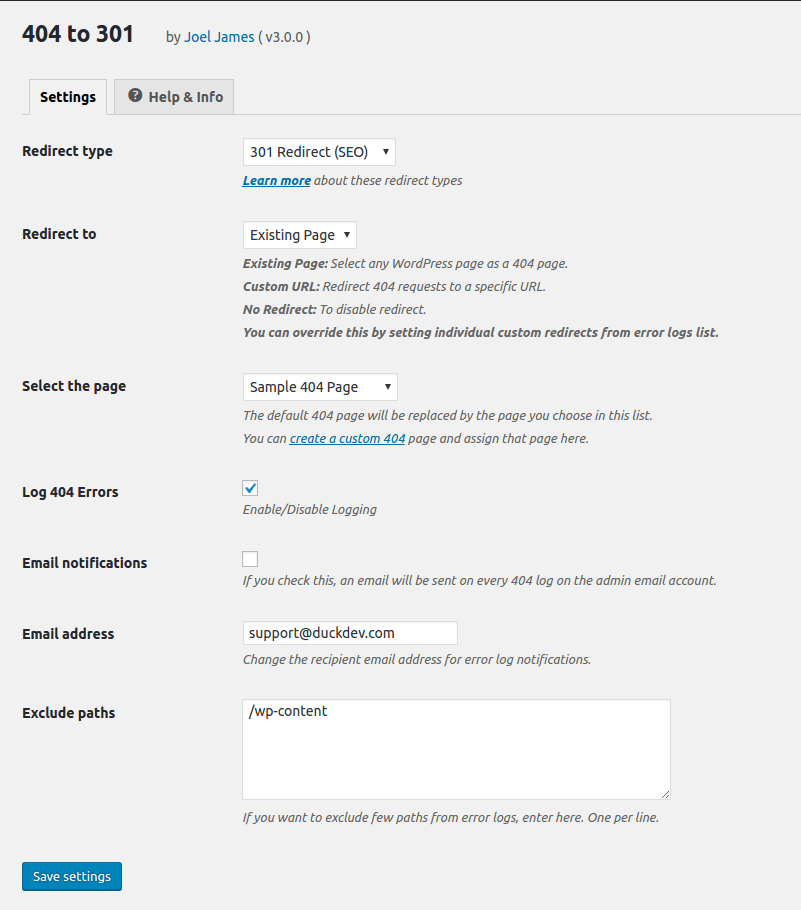 404 to 301 by Joel James ( v3.0.0 )
Settings Help & Info
Redirect type 301 Redirect (SEO)
Learn more about these redirect types
Redirect to Existing Page
Existing Page: Select any WordPress page as a 404 page.
Custom URL: Redirect 404 requests to a specific URL.
No Redirect: To disable redirect.
You can override this by setting individual custom redirects from error logs list.
Select the page Sample 404 Page
The default 404 page will be replaced by the page you choose in this list.
You can create a custom 404 page and assign that page here.
Log 404 Errors
Enable/Disable Logging
Email notifications
If you check this, an email will be sent on every 404 log on the admin email account.
Email address support@duckdev.com
Change the recipient email address for error log notifications.
Exclude paths /wp-content
If you want to exclude few paths from error logs, enter here. One per line.
Save settings